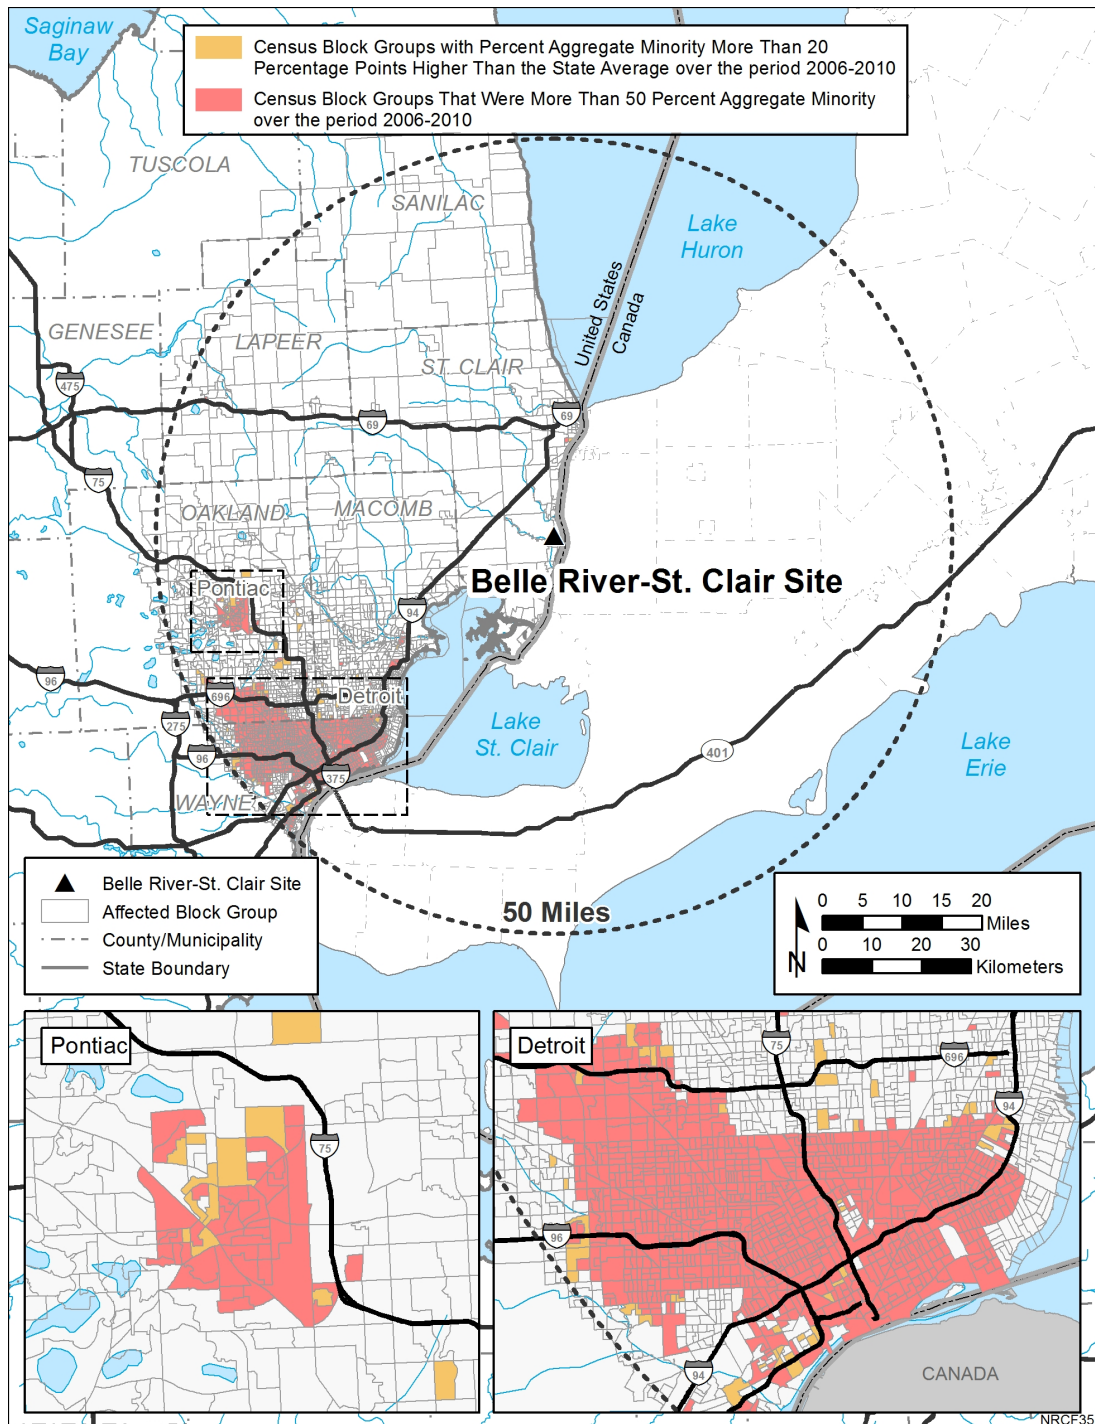 Saginaw
Bay
Census Block Groups with Percent Aggregate Minority More Than 20
Percentage Points Higher Than the State Average over the period 2006-2010
Census Block Groups That Were More Than 50 Percent Aggregate Minority
over the period 2006-2010
TUSCOLA
SANILAC
Lake
Huron
United States
Canada
GENESEE
LAPEER
ST. CLAIR
475
69
69
75
OAKLAND
MACOMB
Belle River-St. Clair Site
Pontiac
94
96
696
Detroit
275
Lake
St. Clair
96
375
401
Lake
Erie
WAYNE
50 Miles
Belle River-St. Clair Site
Affected Block Group
County/Municipality
State Boundary
0 5 10 15 20
Miles
0 10 20 30
Kilometers
N
Pontiac
75
Detroit
75
696
94
96
94
CANADA
NRCF35